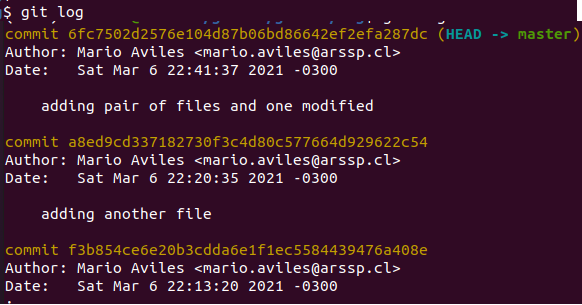 $ git log
commit 6fc7502d2576e104d87b06bd86642ef2efa287dc (HEAD -> master)
Author: Mario Aviles <mario.aviles@arssp.cl>
Date:   Sat Mar 6 22:41:37 2021 -0300
adding pair of files and one modified
commit a8ed9cd337182730f3c4d80c577664d929622c54
Author: Mario Aviles <mario.aviles@arssp.cl>
Date:   Sat Mar 6 22:20:35 2021 -0300
adding another file
commit f3b854ce6e20b3cdda6e1f1ec5584439476a408e
Author: Mario Aviles <mario.aviles@arssp.cl>
Date:   Sat Mar 6 22:13:20 2021 -0300